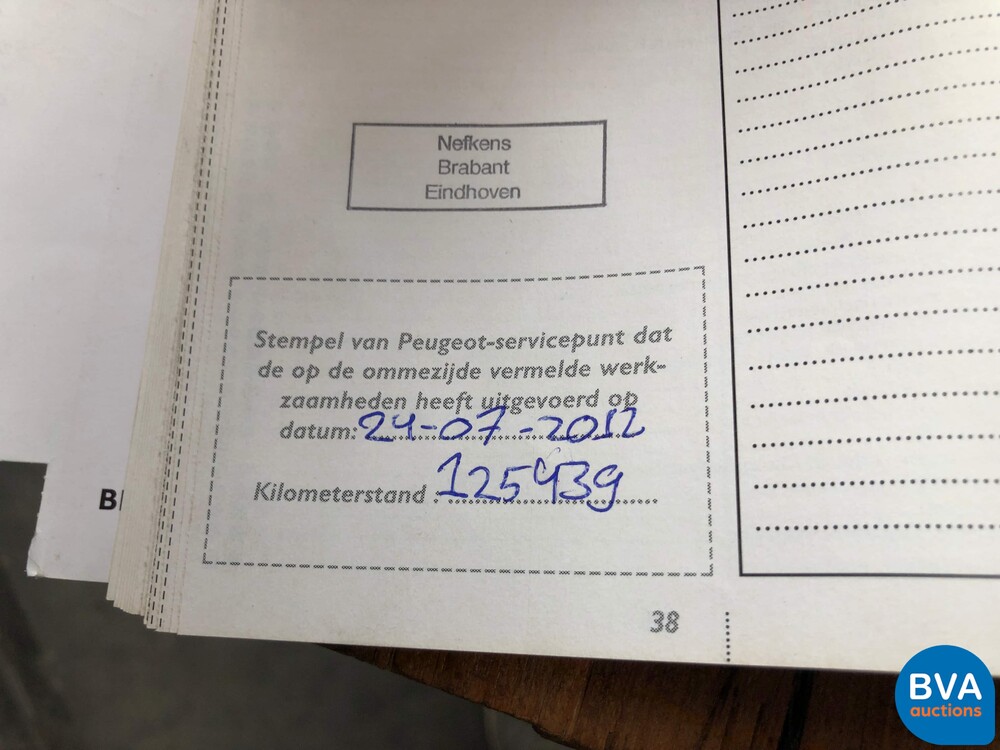 Nefkens
Brabant
Eindhoven
Stempel van Peugeot-servicepunt dat
de op de ommezijde vermelde werk-
zaamheden heeft uitgevoerd op
datum: 24-07-2012
Kilometerstand 125439
38
B
BVA
auctions